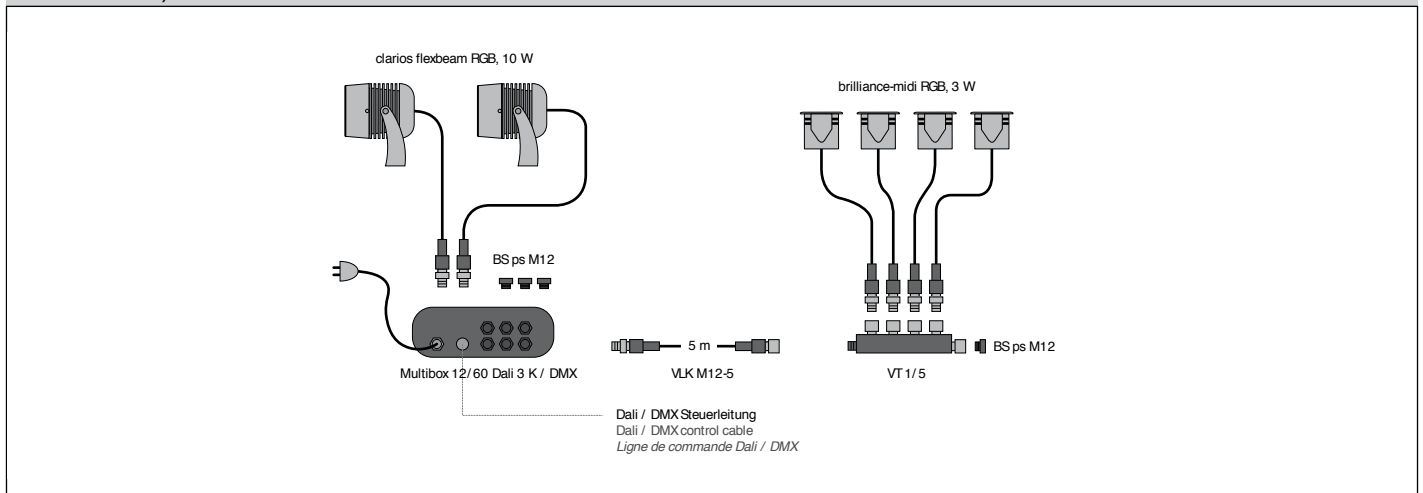 clarios flexbeam RGB, 10 W
brilliance-midi RGB, 3 W
BS ps M12
5 m
BS ps M12
Multibox 12/60 Dali 3 K / DMX
VLK M12-5
VT 1/5
Dali / DMX Steuerleitung
Dali / DMX control cable
Ligne de commande Dali / DMX